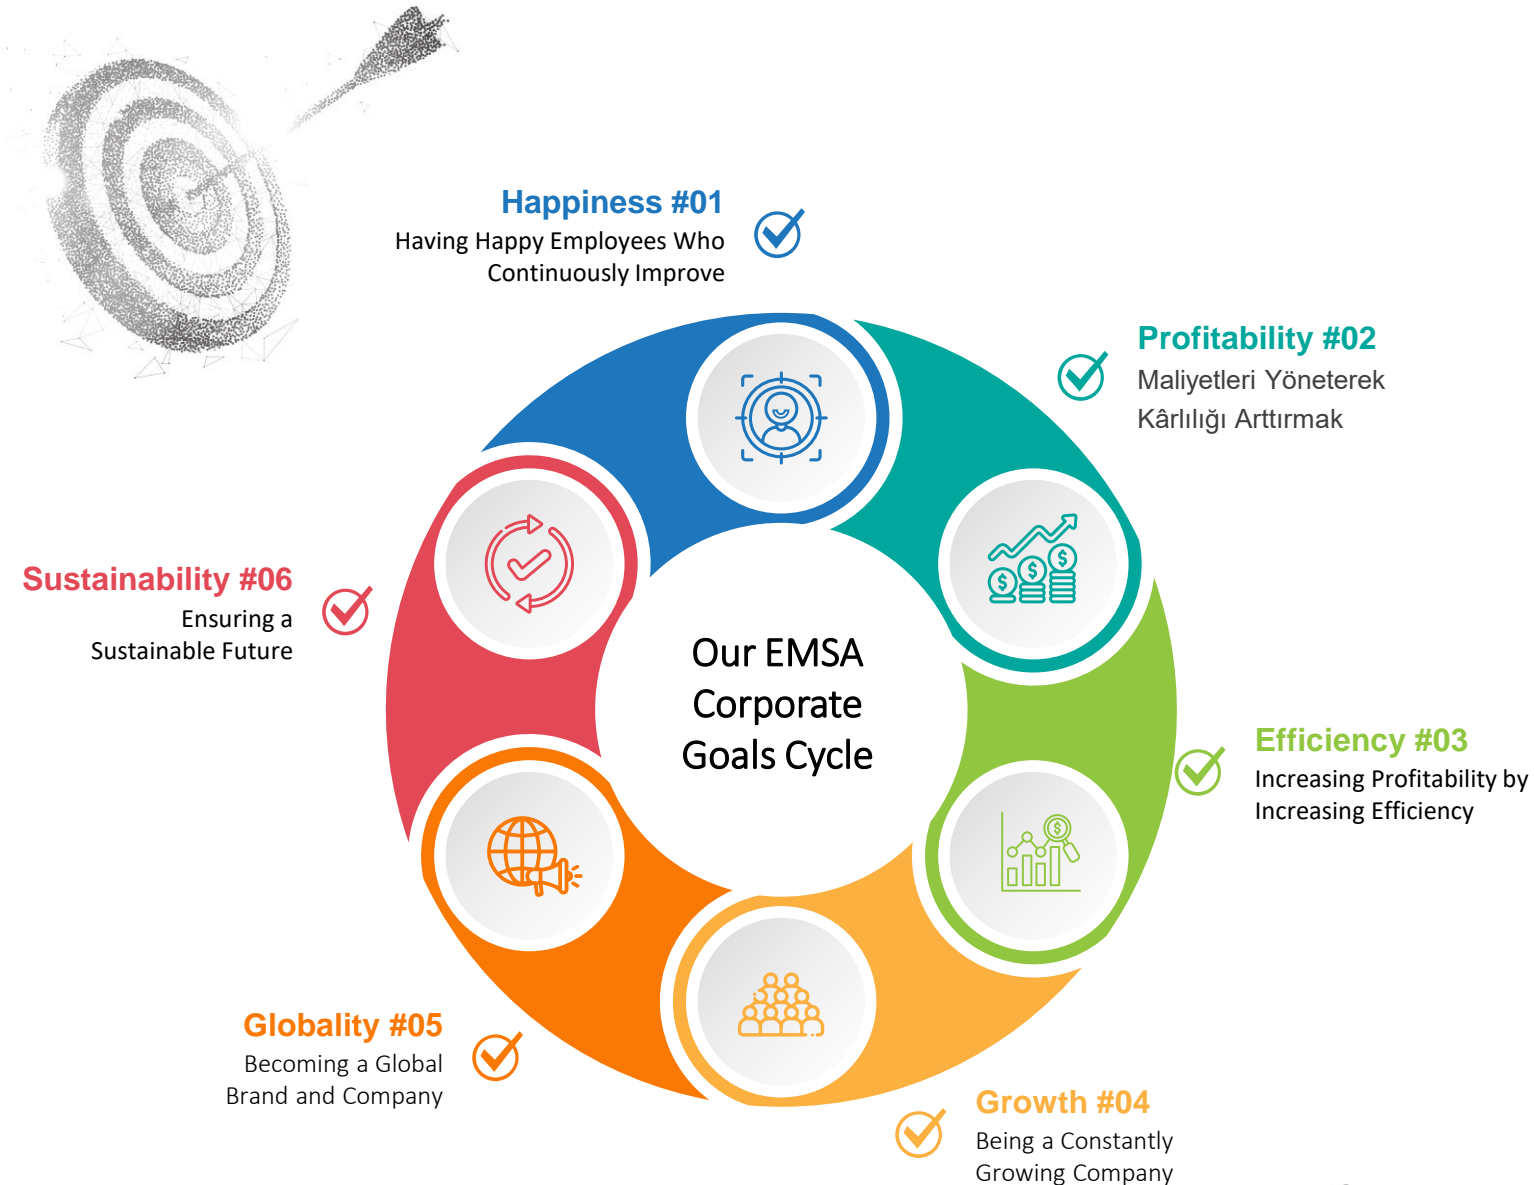 Happiness #01
Having Happy Employees Who
Continuously Improve
Profitability #02
Maliyetleri Yöneterek
Kârlılığı Arttırmak
Sustainability #06
Ensuring a
Sustainable Future
Our EMSA
Corporate
Goals Cycle
Efficiency #03
Increasing Profitability by
Increasing Efficiency
Globality #05
Becoming a Global
Brand and Company
Growth #04
Being a Constantly
Growing Company